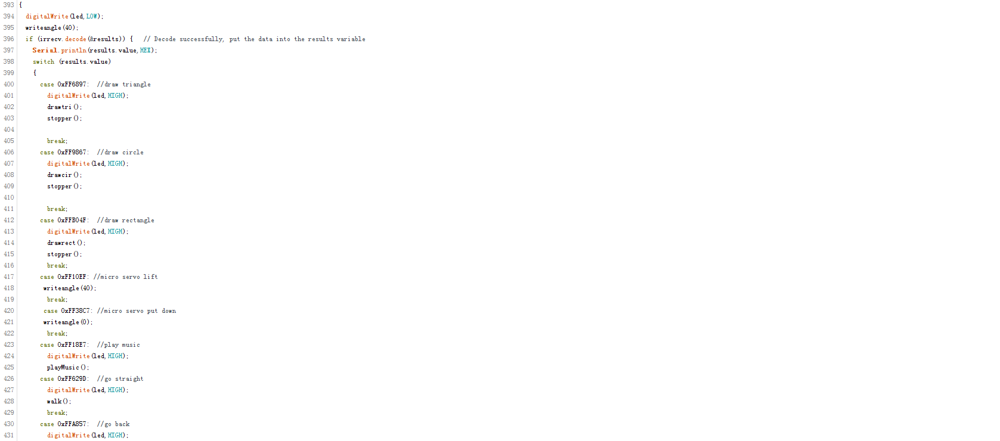 393 {
394 digitalWrite(led,LOW);
395 writeangle(40);
396 if (irrecv.decode(&results)) { // Decode successfully, put the data into the results variable
397 Serial.println(results.value,HEX);
398 switch (results.value)
399 {
400 case 0xFF6897: //draw triangle
401 digitalWrite(led,HIGH);
402 drawtri();
403 stopper();
404
405 break;
406 case 0xFF9867: //draw circle
407 digitalWrite(led,HIGH);
408 drawcir();
409 stopper();
410
411 break;
412 case 0xFFB04F: //draw rectangle
413 digitalWrite(led,HIGH);
414 drawrect();
415 stopper();
416 break;
417 case 0xFF10EF: //micro servo lift
418 writeangle(40);
419 break;
420 case 0xFF38C7: //micro servo put down
421 writeangle(0);
422 break;
423 case 0xFF18E7: //play music
424 digitalWrite(led,HIGH);
425 playMusic();
426 case 0xFF629D: //go straight
427 digitalWrite(led,HIGH);
428 walk();
429 break;
430 case 0xFFA857: //go back
431 digitalWrite(led,HIGH);